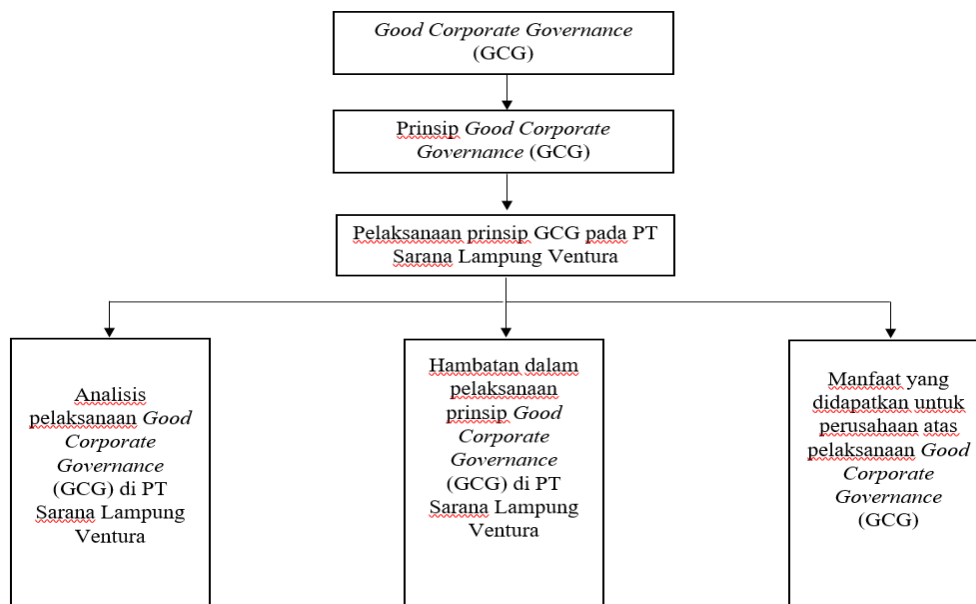 Good Corporate Governance
(GCG)
Prinsip Good Corporate
Governance (GCG)
Pelaksanaan prinsip GCG pada PT
Sarana Lampung Ventura
Analisis
pelaksanaan Good
Corporate
Governance
(GCG) di PT
Sarana Lampung
Ventura
Hambatan dalam
pelaksanaan
prinsip Good
Corporate
Governance
(GCG) di PT
Sarana Lampung
Ventura
Manfaat yang
didapatkan untuk
perusahaan atas
pelaksanaan Good
Corporate
Governance
(GCG)